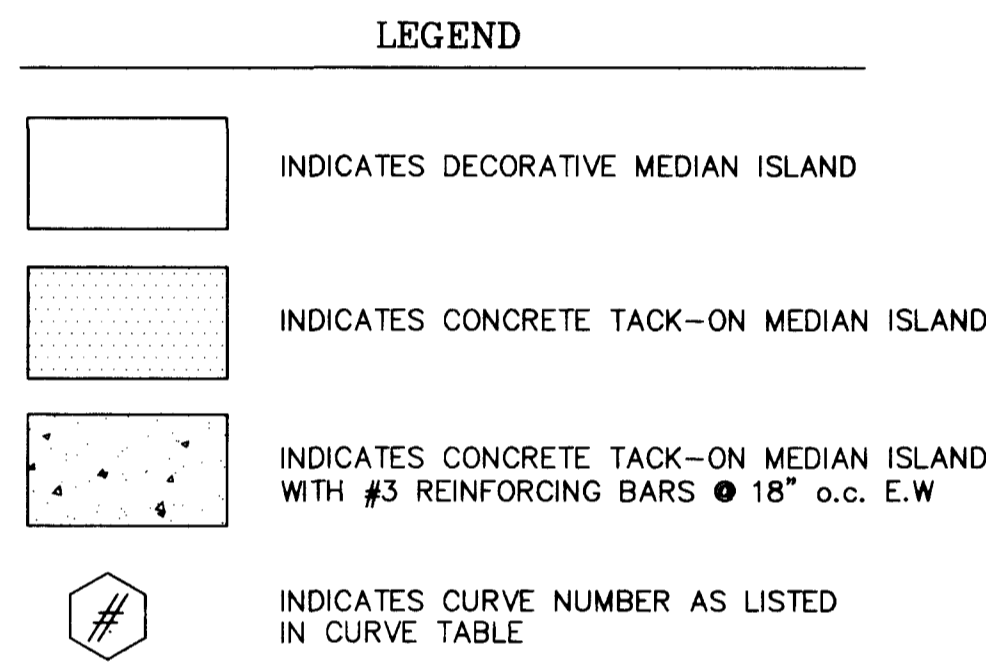 LEGEND
INDICATES DECORATIVE MEDIAN ISLAND
INDICATES CONCRETE TACK-ON MEDIAN ISLAND
INDICATES CONCRETE TACK-ON MEDIAN ISLAND
WITH #3 REINFORCING BARS @ 18" o.c. E.W
#
INDICATES CURVE NUMBER AS LISTED
IN CURVE TABLE